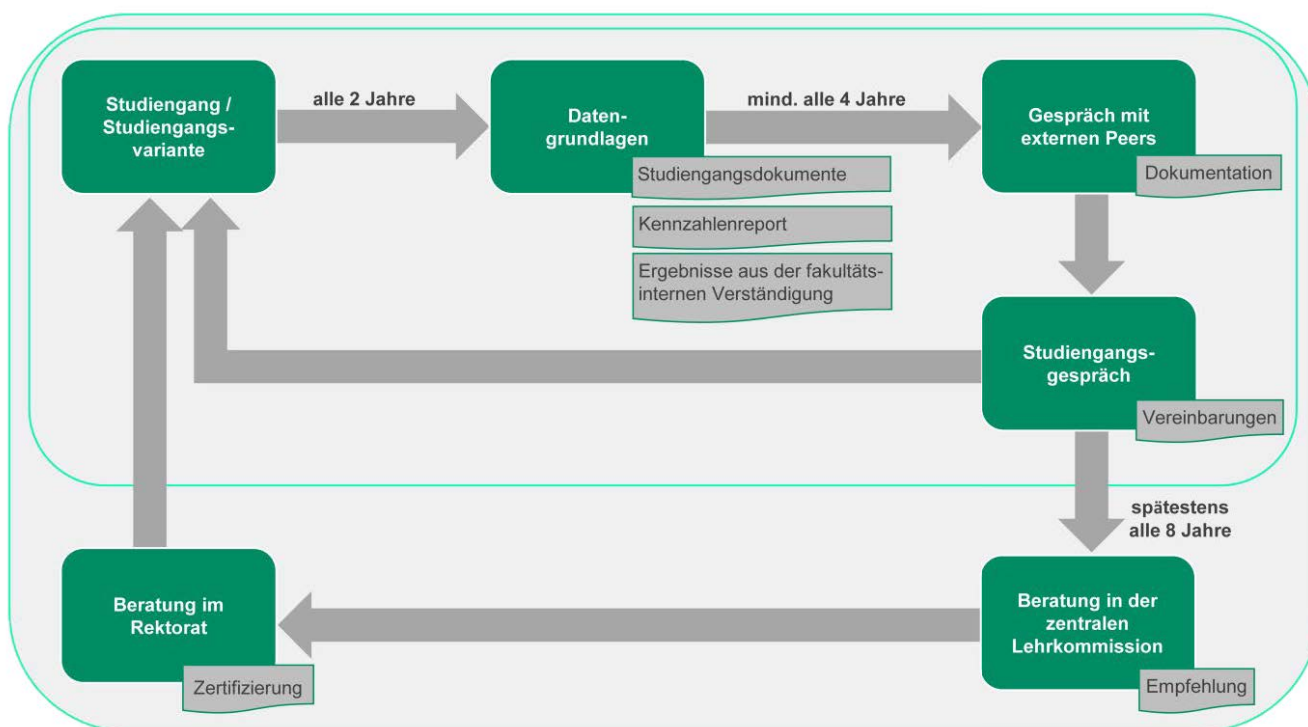 Studiengang /
Studiengangs-
variante
alle 2 Jahre
Daten-
grundlagen
Studiengangsdokumente
Kennzahlenreport
Ergebnisse aus der fakultäts-
internen Verständigung
mind. alle 4 Jahre
Gespräch mit
externen Peers
Dokumentation
Studiengangs-
gespräch
Vereinbarungen
spätestens
alle 8 Jahre
Beratung in der
zentralen
Lehrkommission
Empfehlung
Beratung im
Rektorat
Zertifizierung